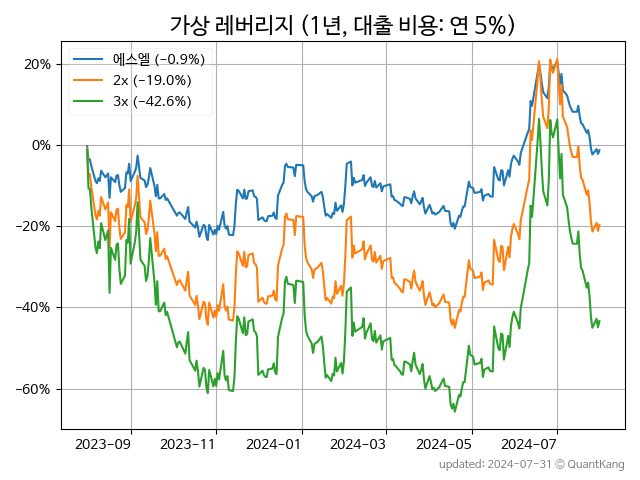 가상 레버리지 (1년, 대출 비용: 연 5%)
에스엘 (−0.9%)
2x (−19.0%)
3x (−42.6%)
20%
0%
−20%
−40%
−60%
2023-09 2023-11 2024-01 2024-03 2024-05 2024-07
updated: 2024-07-31 © QuantKang